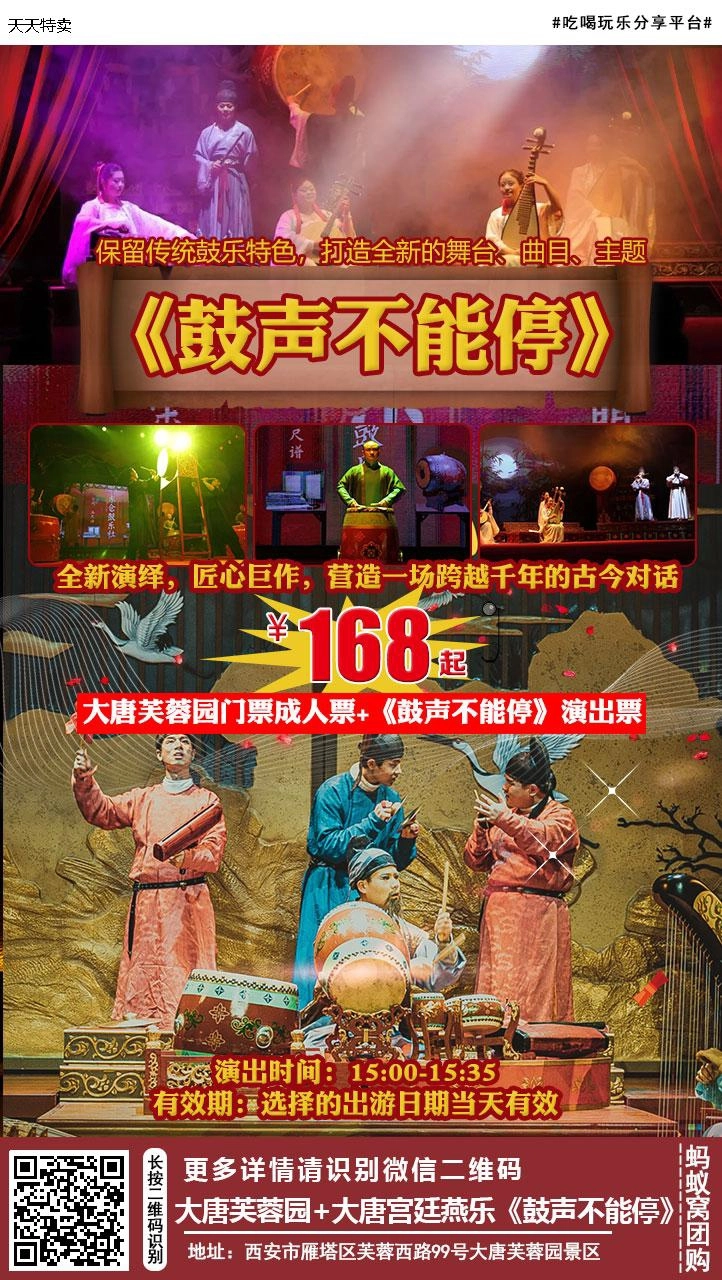 天天特卖
#吃喝玩乐分享平台#
保留传统鼓乐特色，打造全新的舞台、曲目、主题
《鼓声不能停》
尺谱
全新演绎，匠心巨作，营造一场跨越千年的古今对话
￥168起
大唐芙蓉园门票成人票+《鼓声不能停》演出票
演出时间：15:00-15:35
有效期：选择的出游日期当天有效
长按二维码识别
更多详情请识别微信二维码
大唐芙蓉园+大唐宫廷燕乐《鼓声不能停》
地址：西安市雁塔区芙蓉西路99号大唐芙蓉园景区
蚂蚁窝团购